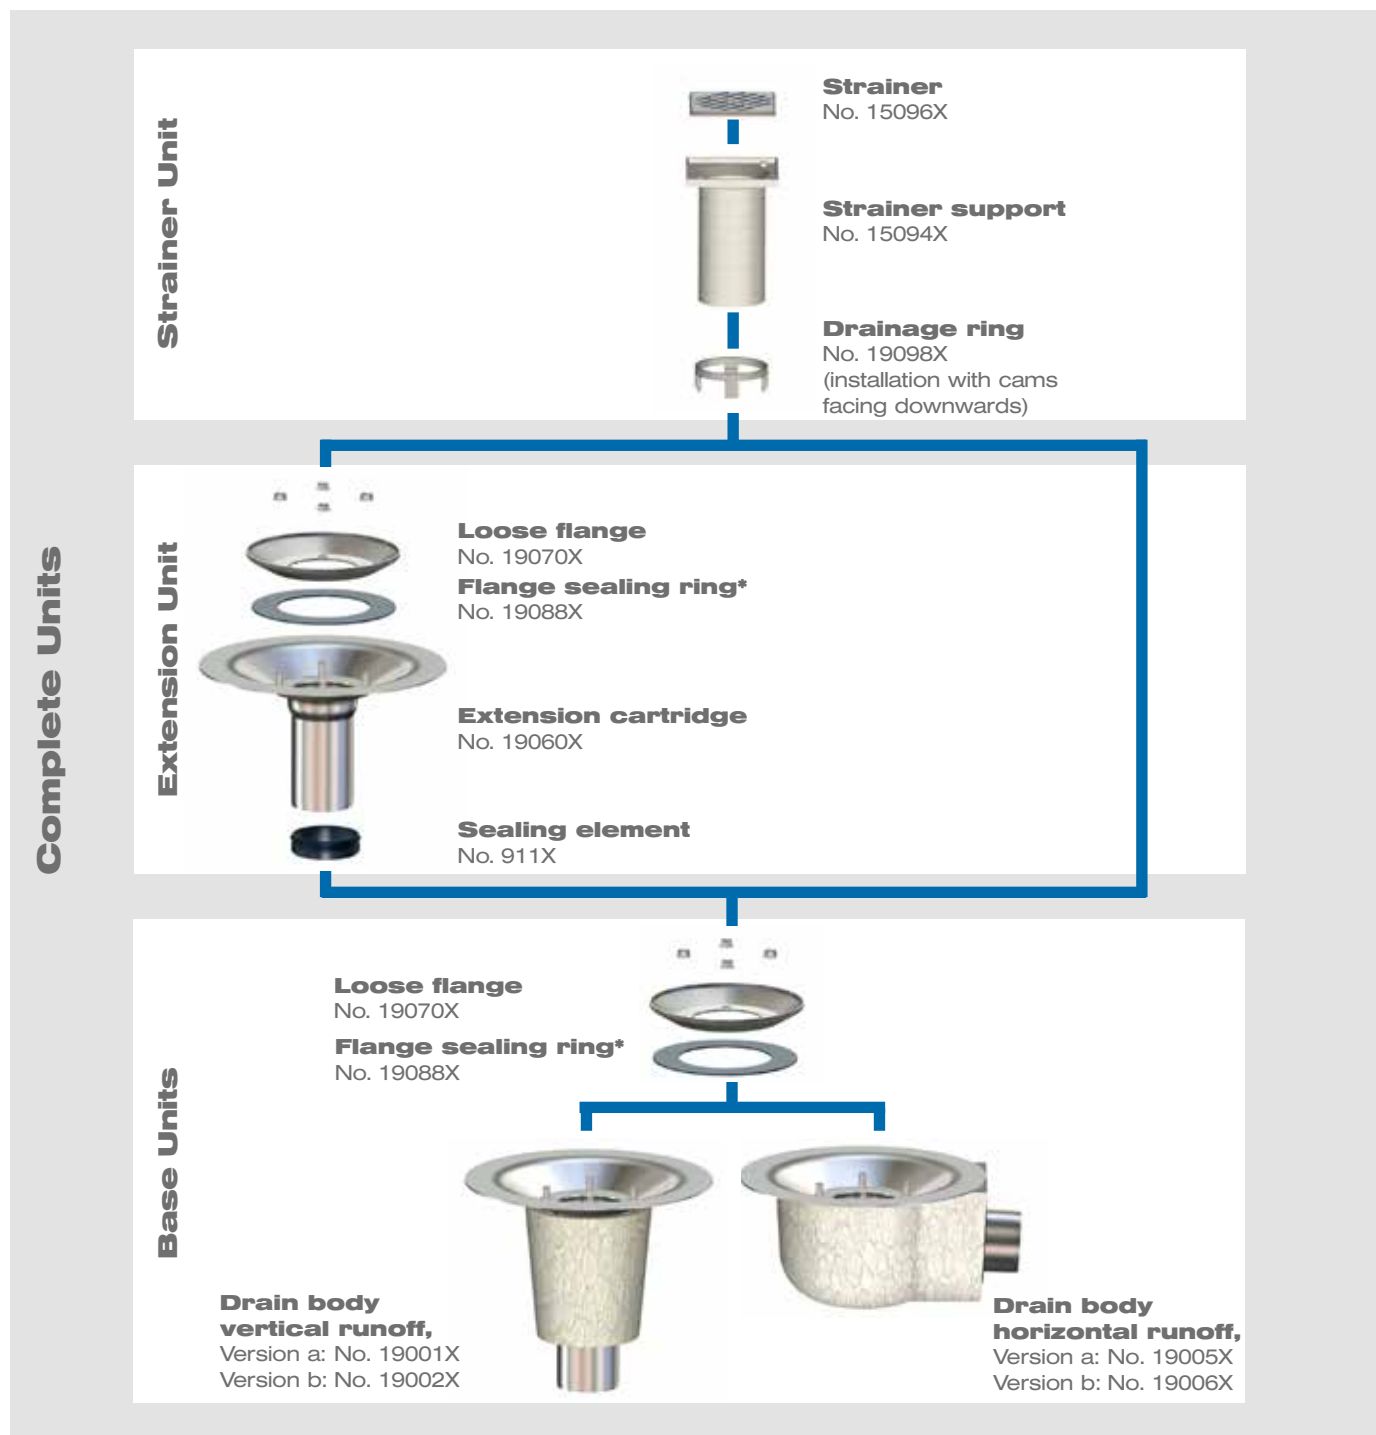 Complete Units
Strainer Unit
Strainer
No. 15096X
Strainer support
No. 15094X
Drainage ring
No. 19098X
(installation with cams
facing downwards)
Extension Unit
Loose flange
No. 19070X
Flange sealing ring*
No. 19088X
Extension cartridge
No. 19060X
Sealing element
No. 911X
Base Units
Loose flange
No. 19070X
Flange sealing ring*
No. 19088X
Drain body
vertical runoff,
Version a: No. 19001X
Version b: No. 19002X
Drain body
horizontal runoff,
Version a: No. 19005X
Version b: No. 19006X